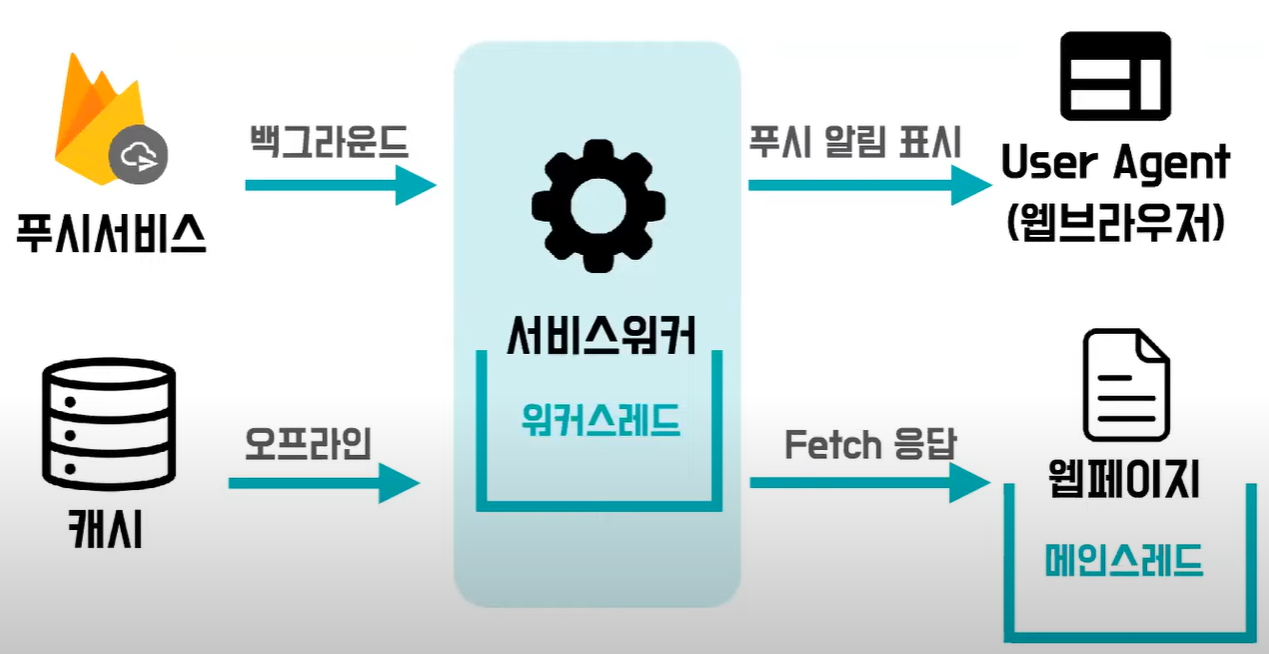 백그라운드
푸시 알림 표시
User Agent
(웹브라우저)
푸시서비스
서비스워커
워커스레드
오프라인
Fetch 응답
캐시
웹페이지
메인스레드